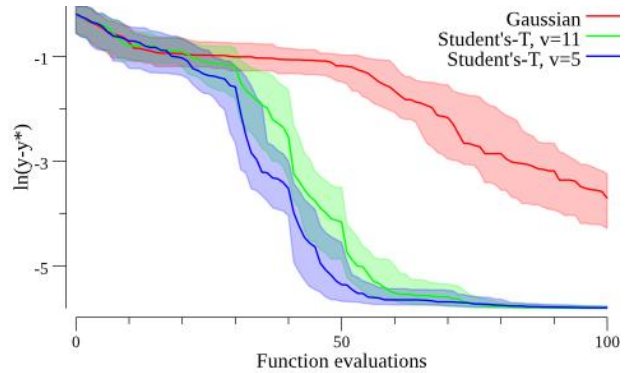 Gaussian
Student's-T, v=11
Student's-T, v=5
-1
-3
-5
ln(y-y*)
0
50
100
Function evaluations